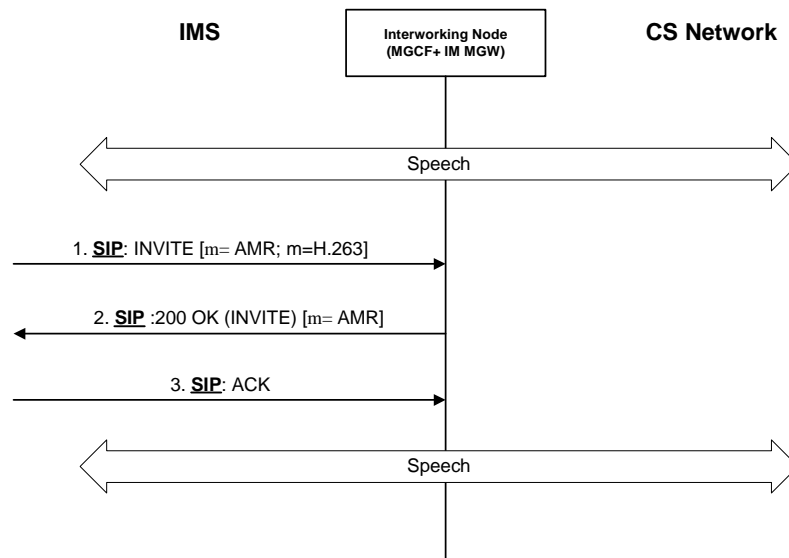 IMS
Interworking Node
(MGCF+ IM MGW)
CS Network
Speech
1. SIP: INVITE [m= AMR; m=H.263]
2. SIP :200 OK (INVITE) [m= AMR]
3. SIP: ACK
Speech